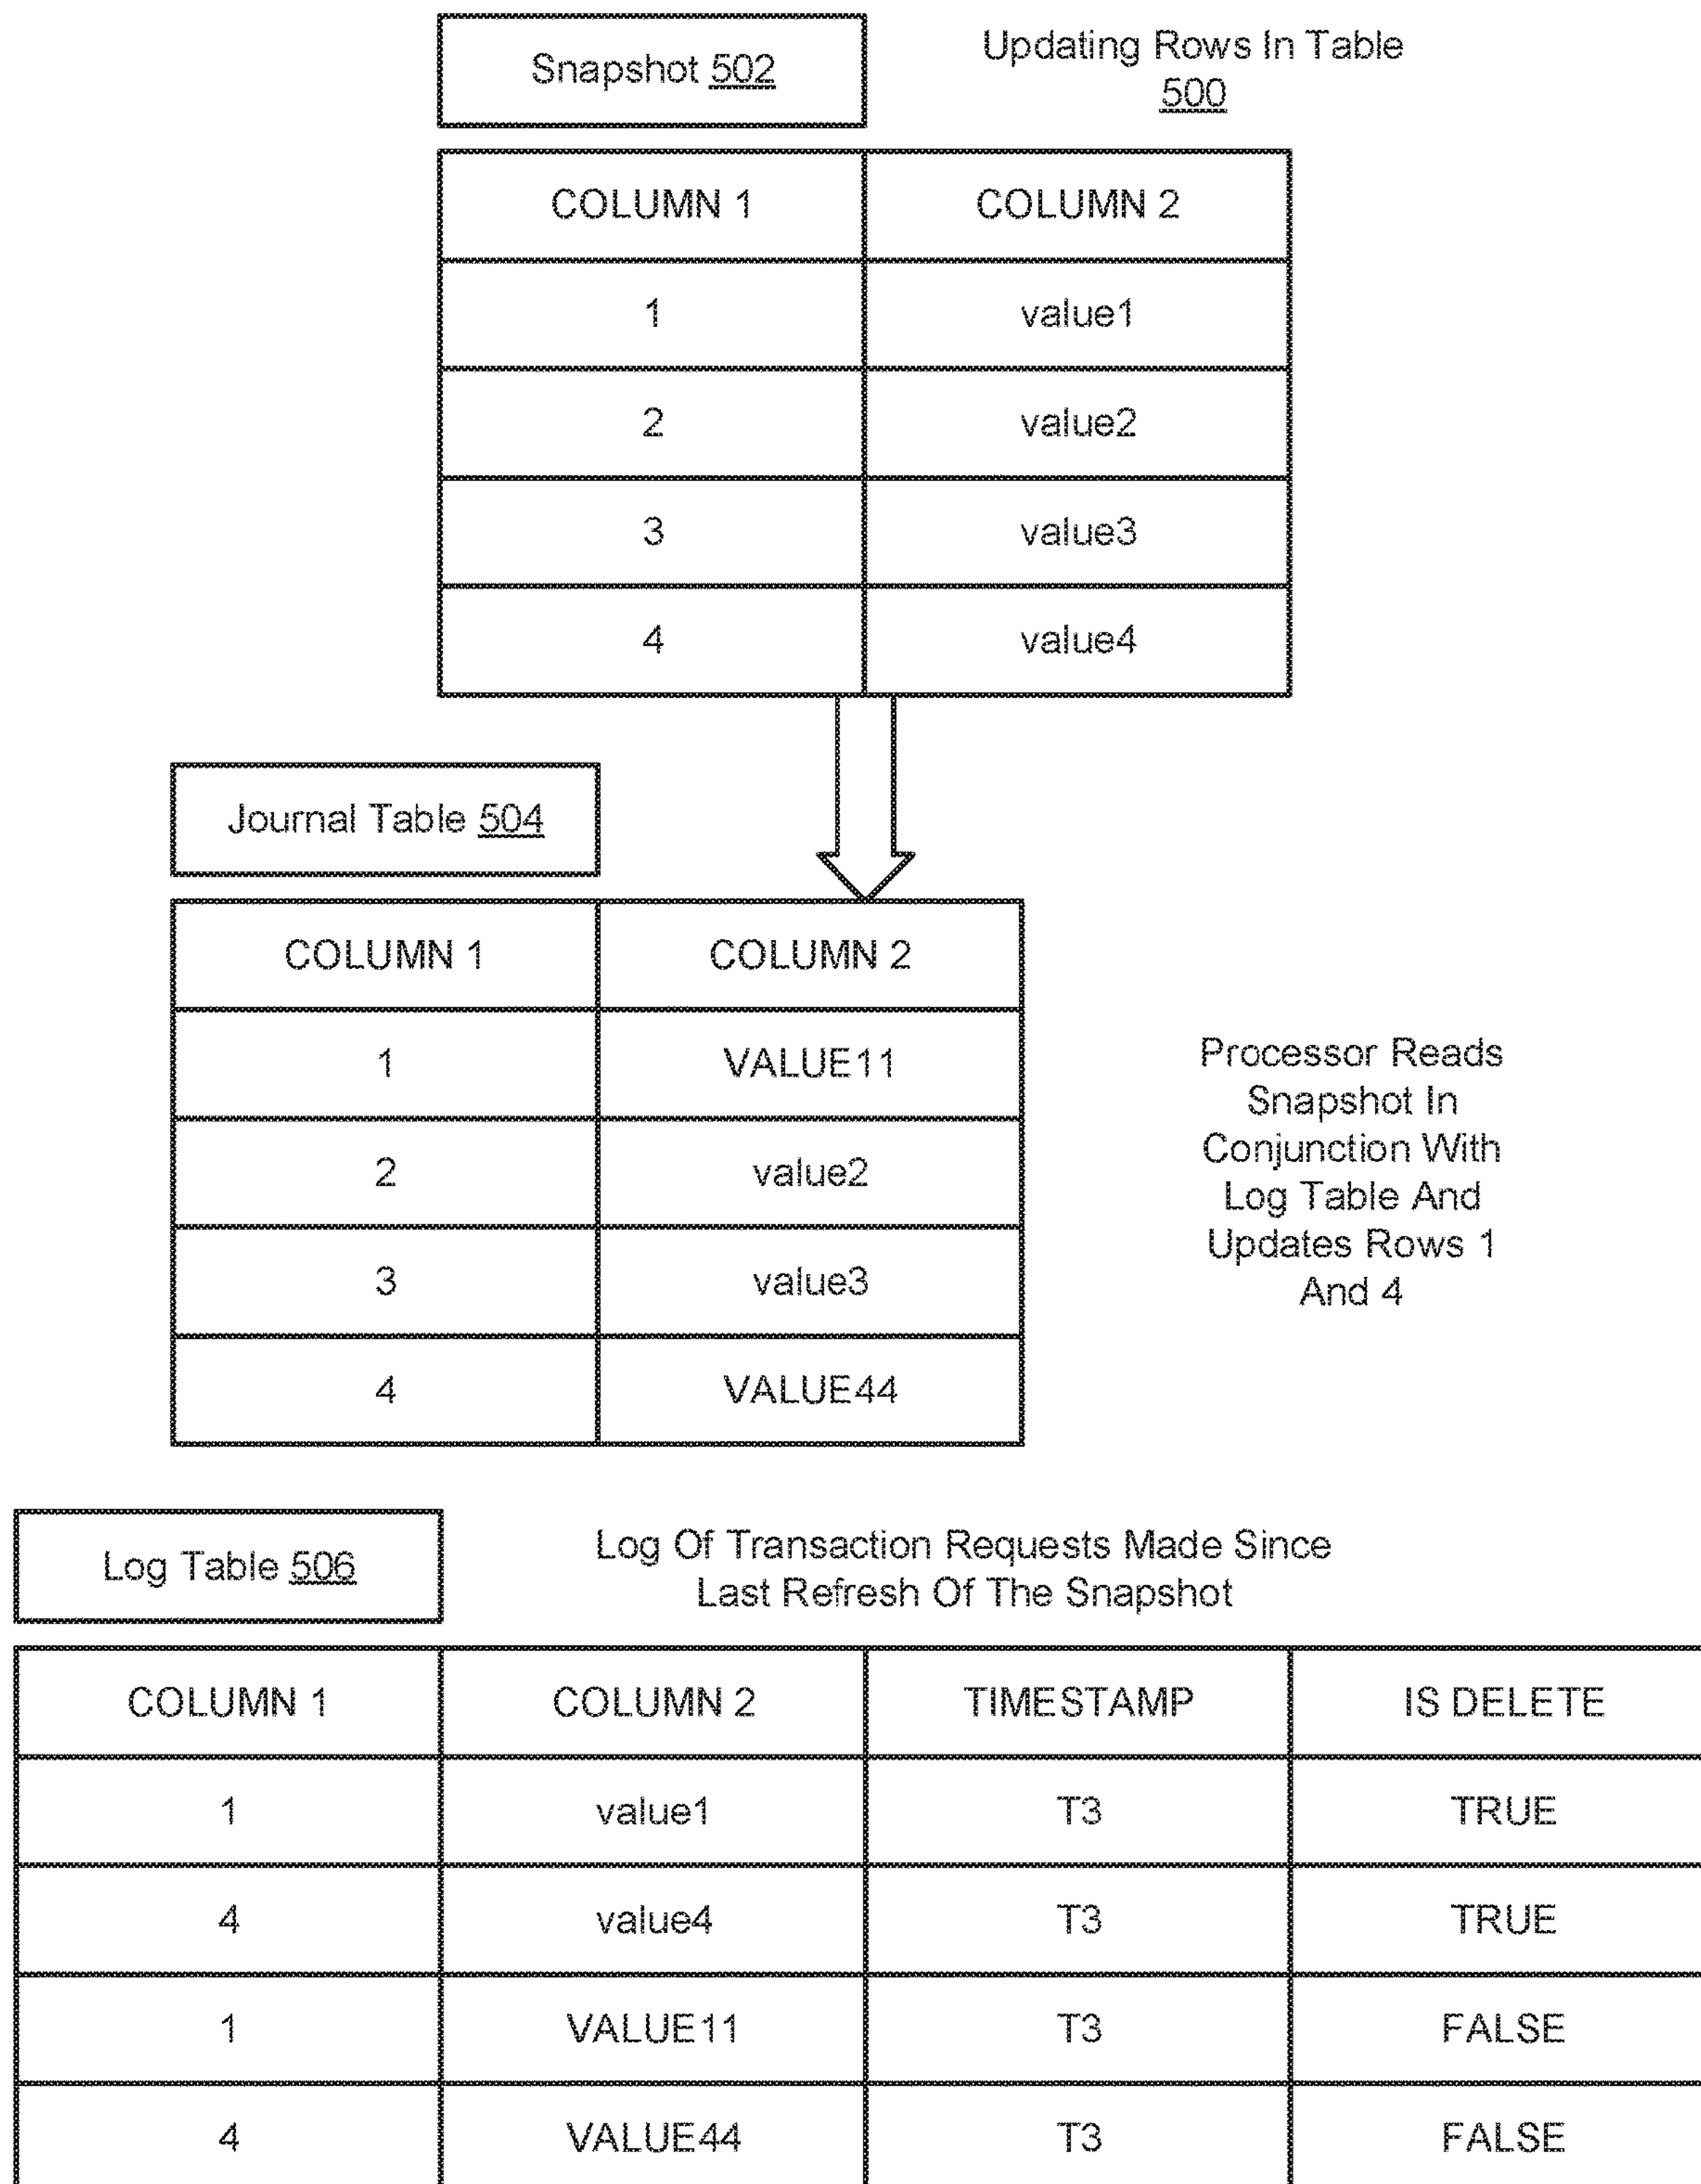 Snapshot 502
Updating Rows In Table
500
COLUMN 1 COLUMN 2
1 value1
2 value2
3 value3
4 value4
Journal Table 504
COLUMN 1 COLUMN 2
1 VALUE11
2 value2
3 value3
4 VALUE44
Processor Reads
Snapshot In
Conjunction With
Log Table And
Updates Rows 1
And 4
Log Table 506
Log Of Transaction Requests Made Since
Last Refresh Of The Snapshot
COLUMN 1 COLUMN 2 TIMESTAMP IS DELETE
1 value1 T3 TRUE
4 value4 T3 TRUE
1 VALUE11 T3 FALSE
4 VALUE44 T3 FALSE